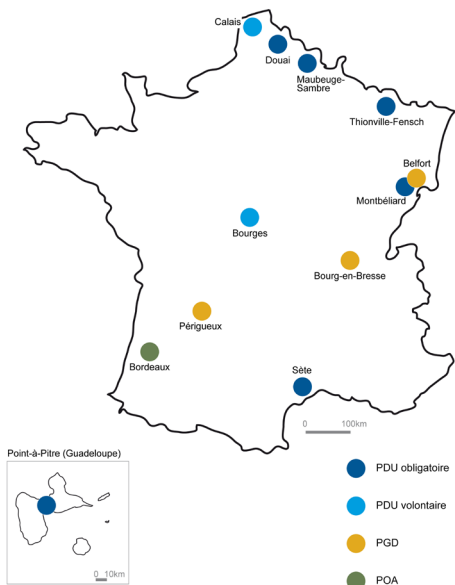 Calais
Douai
Maubeuge-
Sambre
Thionville-Fensch
Belfort
Montbéliard
Bourges
Bourg-en-Bresse
Périgueux
Bordeaux
Sète
0 100km
Point-à-Pitre (Guadeloupe)
0 10km
PDU obligatoire
PDU volontaire
PGD
POA